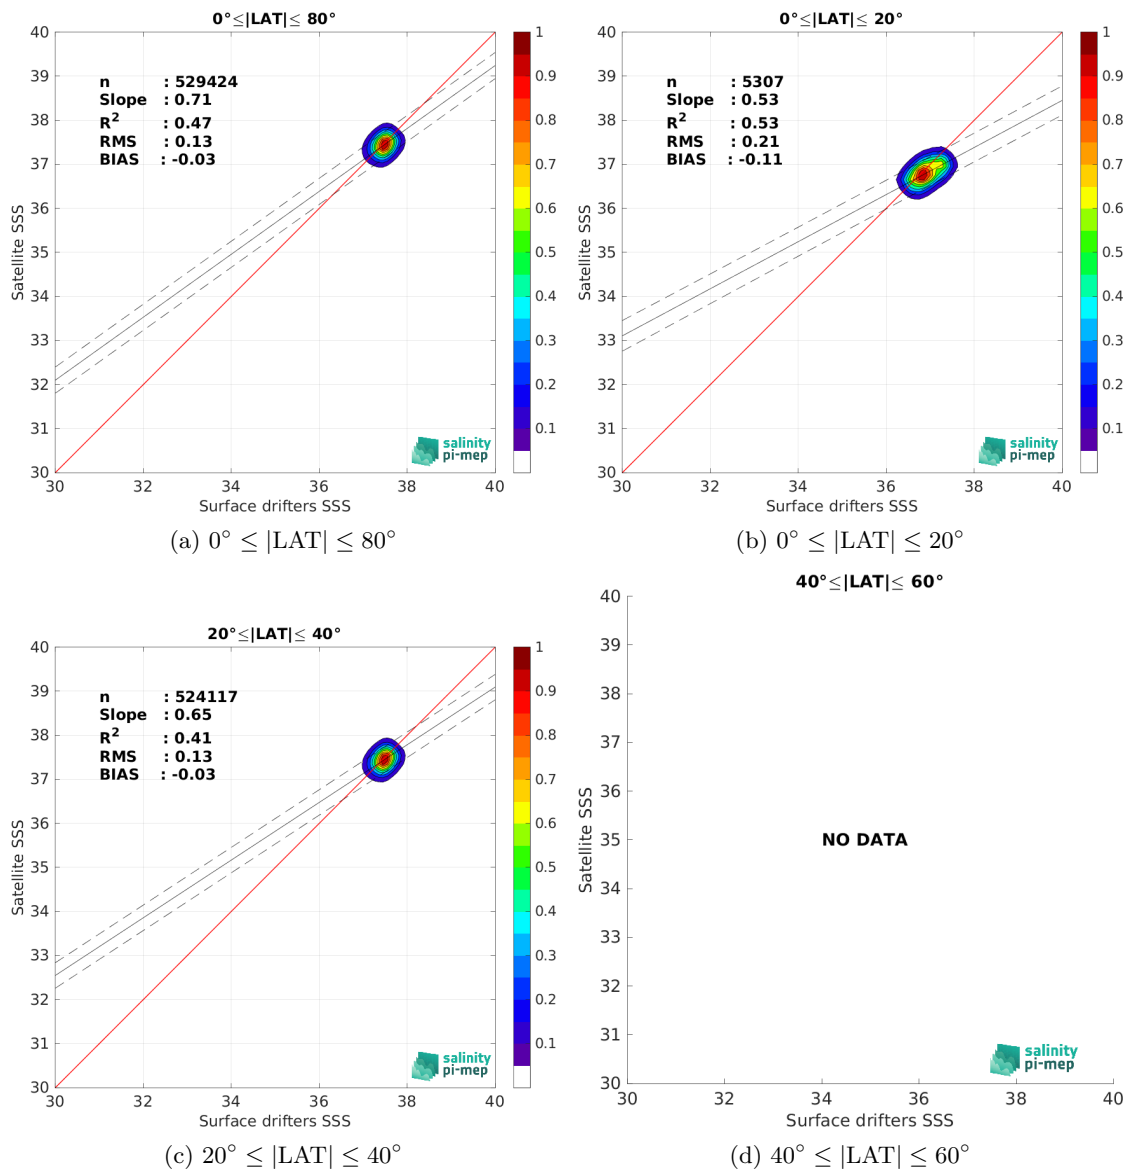 0°≤|LAT|≤ 80°
40
39
38
37
36
35
34
33
32
31
30
Satellite SSS
n : 529424
Slope : 0.71
R² : 0.47
RMS : 0.13
BIAS : -0.03
1
0.9
0.8
0.7
0.6
0.5
0.4
0.3
0.2
0.1
salinity
pi-mep
30 32 34 36 38 40
Surface drifters SSS
(a) 0° ≤ |LAT| ≤ 80°
0°≤|LAT|≤ 20°
40
39
38
37
36
35
34
33
32
31
30
Satellite SSS
n : 5307
Slope : 0.53
R² : 0.53
RMS : 0.21
BIAS : -0.11
1
0.9
0.8
0.7
0.6
0.5
0.4
0.3
0.2
0.1
salinity
pi-mep
30 32 34 36 38 40
Surface drifters SSS
(b) 0° ≤ |LAT| ≤ 20°
20°≤|LAT|≤ 40°
40
39
38
37
36
35
34
33
32
31
30
Satellite SSS
n : 524117
Slope : 0.65
R² : 0.41
RMS : 0.13
BIAS : -0.03
1
0.9
0.8
0.7
0.6
0.5
0.4
0.3
0.2
0.1
salinity
pi-mep
30 32 34 36 38 40
Surface drifters SSS
(c) 20° ≤ |LAT| ≤ 40°
40°≤|LAT|≤ 60°
40
39
38
37
36
35
34
33
32
31
30
Satellite SSS
NO DATA
salinity
pi-mep
30 32 34 36 38 40
Surface drifters SSS
(d) 40° ≤ |LAT| ≤ 60°